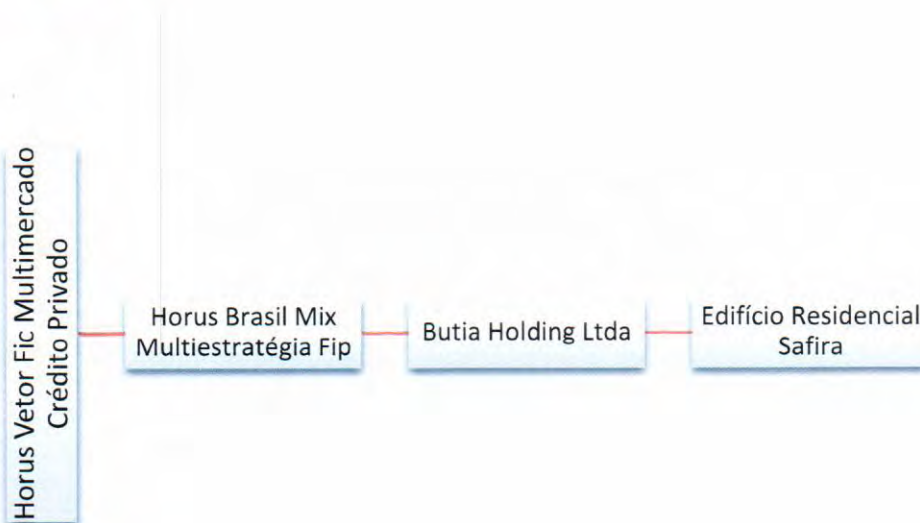 Horus Vetor Fic Multimercado
Crédito Privado
Horus Brasil Mix
Multiestratégia Fip
Butia Holding Ltda
Edifício Residencial
Safira